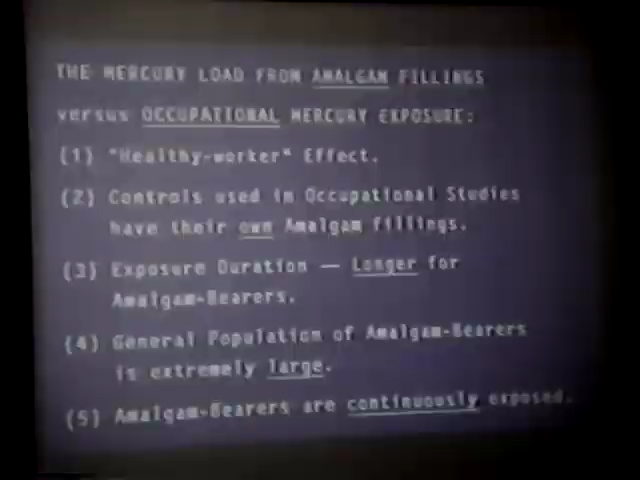 THE MERCURY LOAD FROM AMALGAM FILLINGS
versus OCCUPATIONAL MERCURY EXPOSURE:
(1) "Healthy-worker" Effect.
(2) Controls used in Occupational Studies
have their own Amalgam fillings.
(3) Exposure Duration — Longer for
Amalgam-Bearers.
(4) General Population of Amalgam-Bearers
is extremely large.
(5) Amalgam-Bearers are continuously exposed.